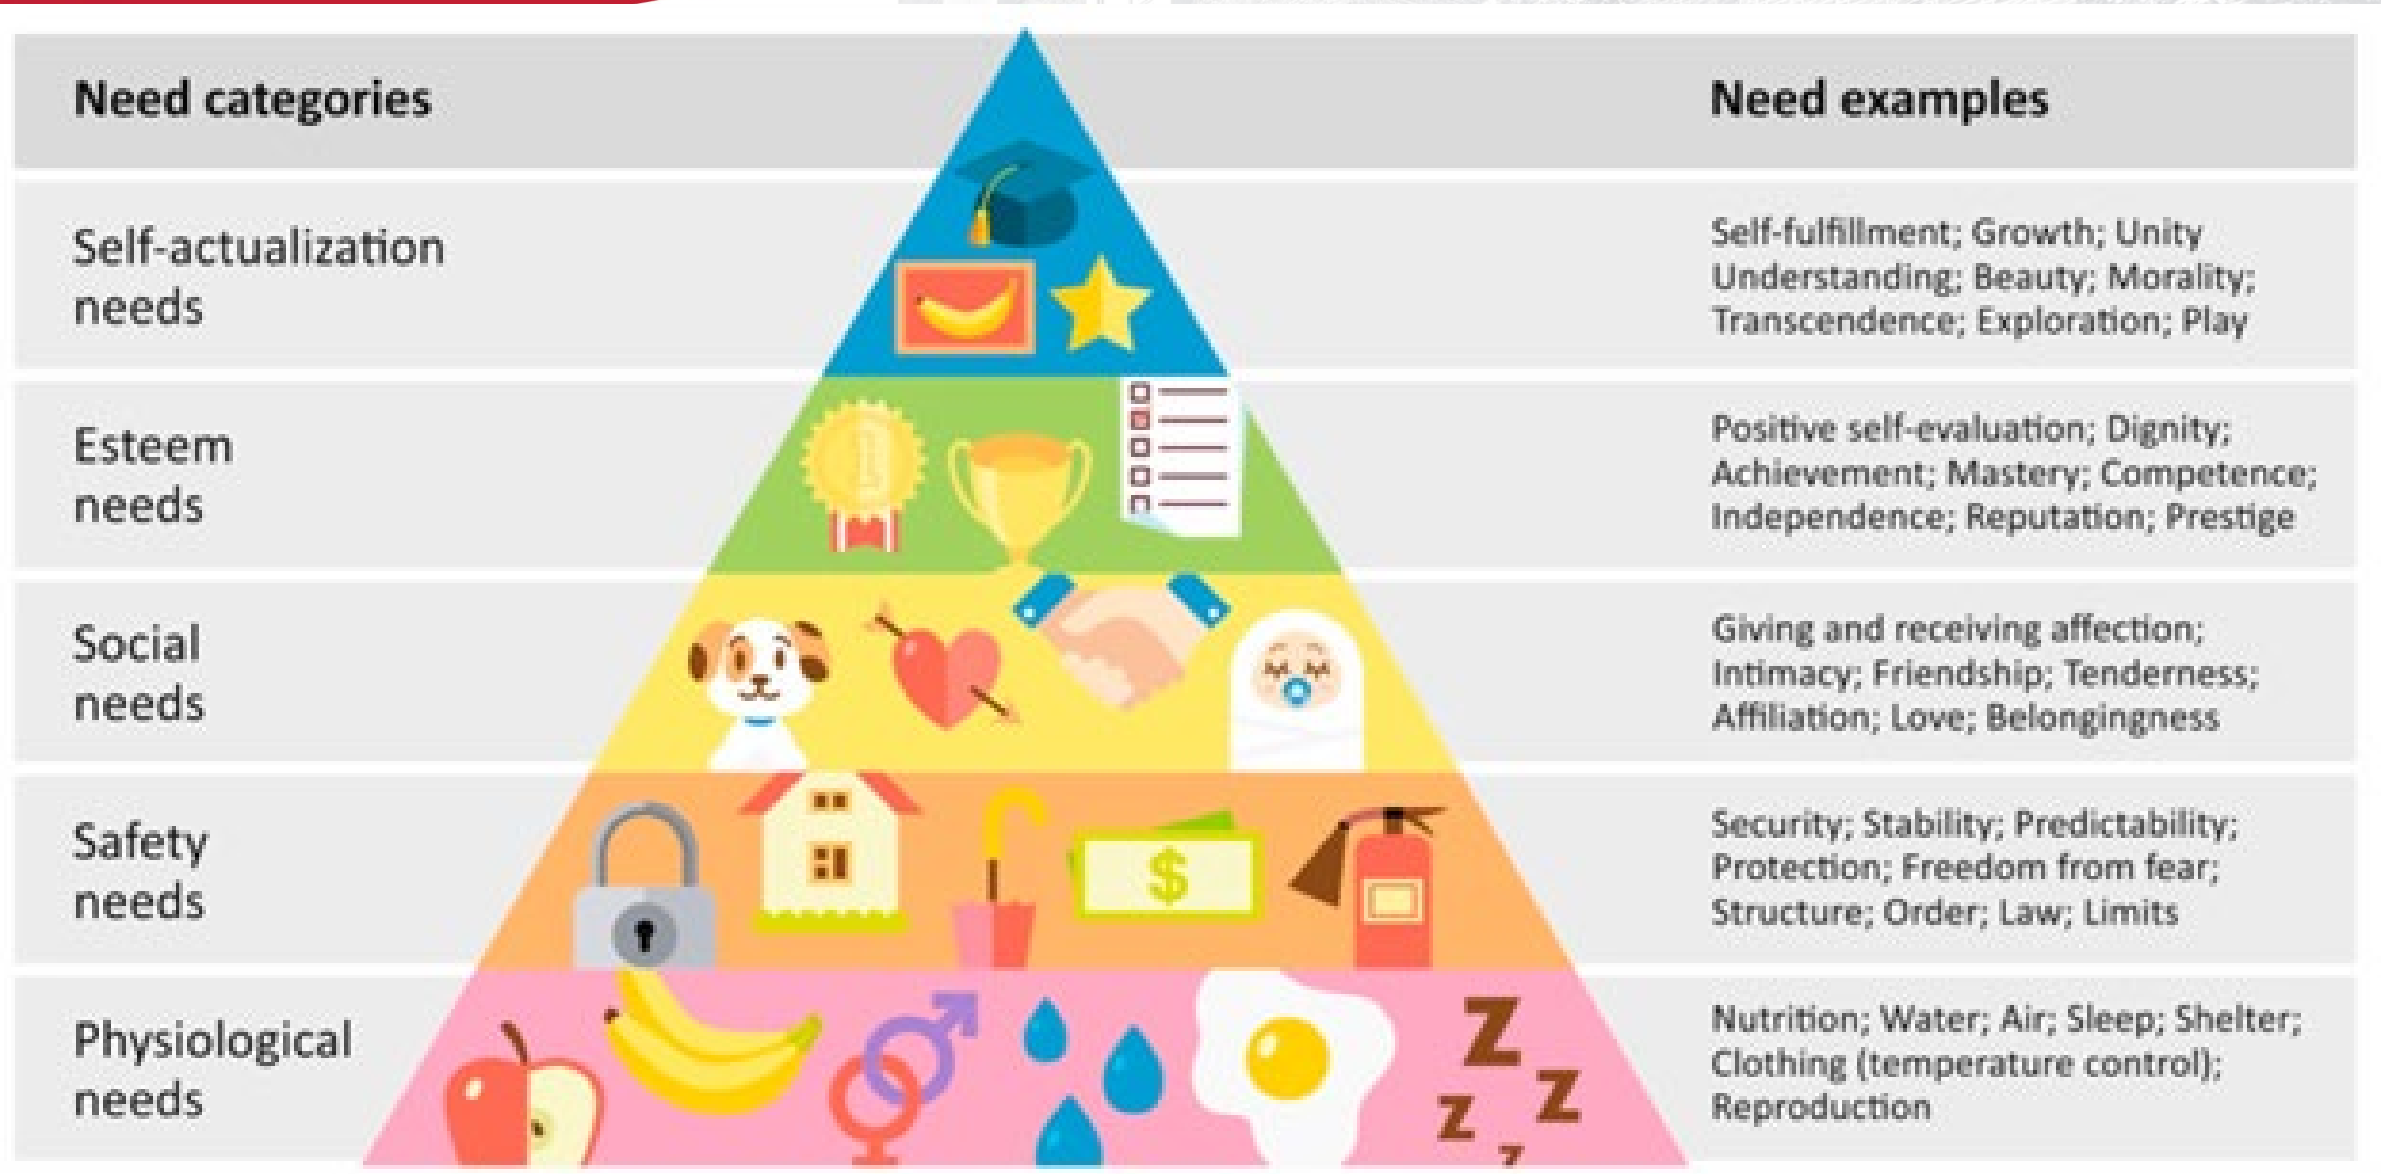 Need categories
Need examples
Self-actualization
needs
Self-fulfillment; Growth; Unity
Understanding; Beauty; Morality;
Transcendence; Exploration; Play
Esteem
needs
1
Positive self-evaluation; Dignity;
Achievement; Mastery; Competence;
Independence; Reputation; Prestige
Social
needs
Giving and receiving affection;
Intimacy; Friendship; Tenderness;
Affiliation; Love; Belongingness
Safety
needs
$
Security; Stability; Predictability;
Protection; Freedom from fear;
Structure; Order; Law; Limits
Physiological
needs
Z
Z
Z
Z
Nutrition; Water; Air; Sleep; Shelter;
Clothing (temperature control);
Reproduction